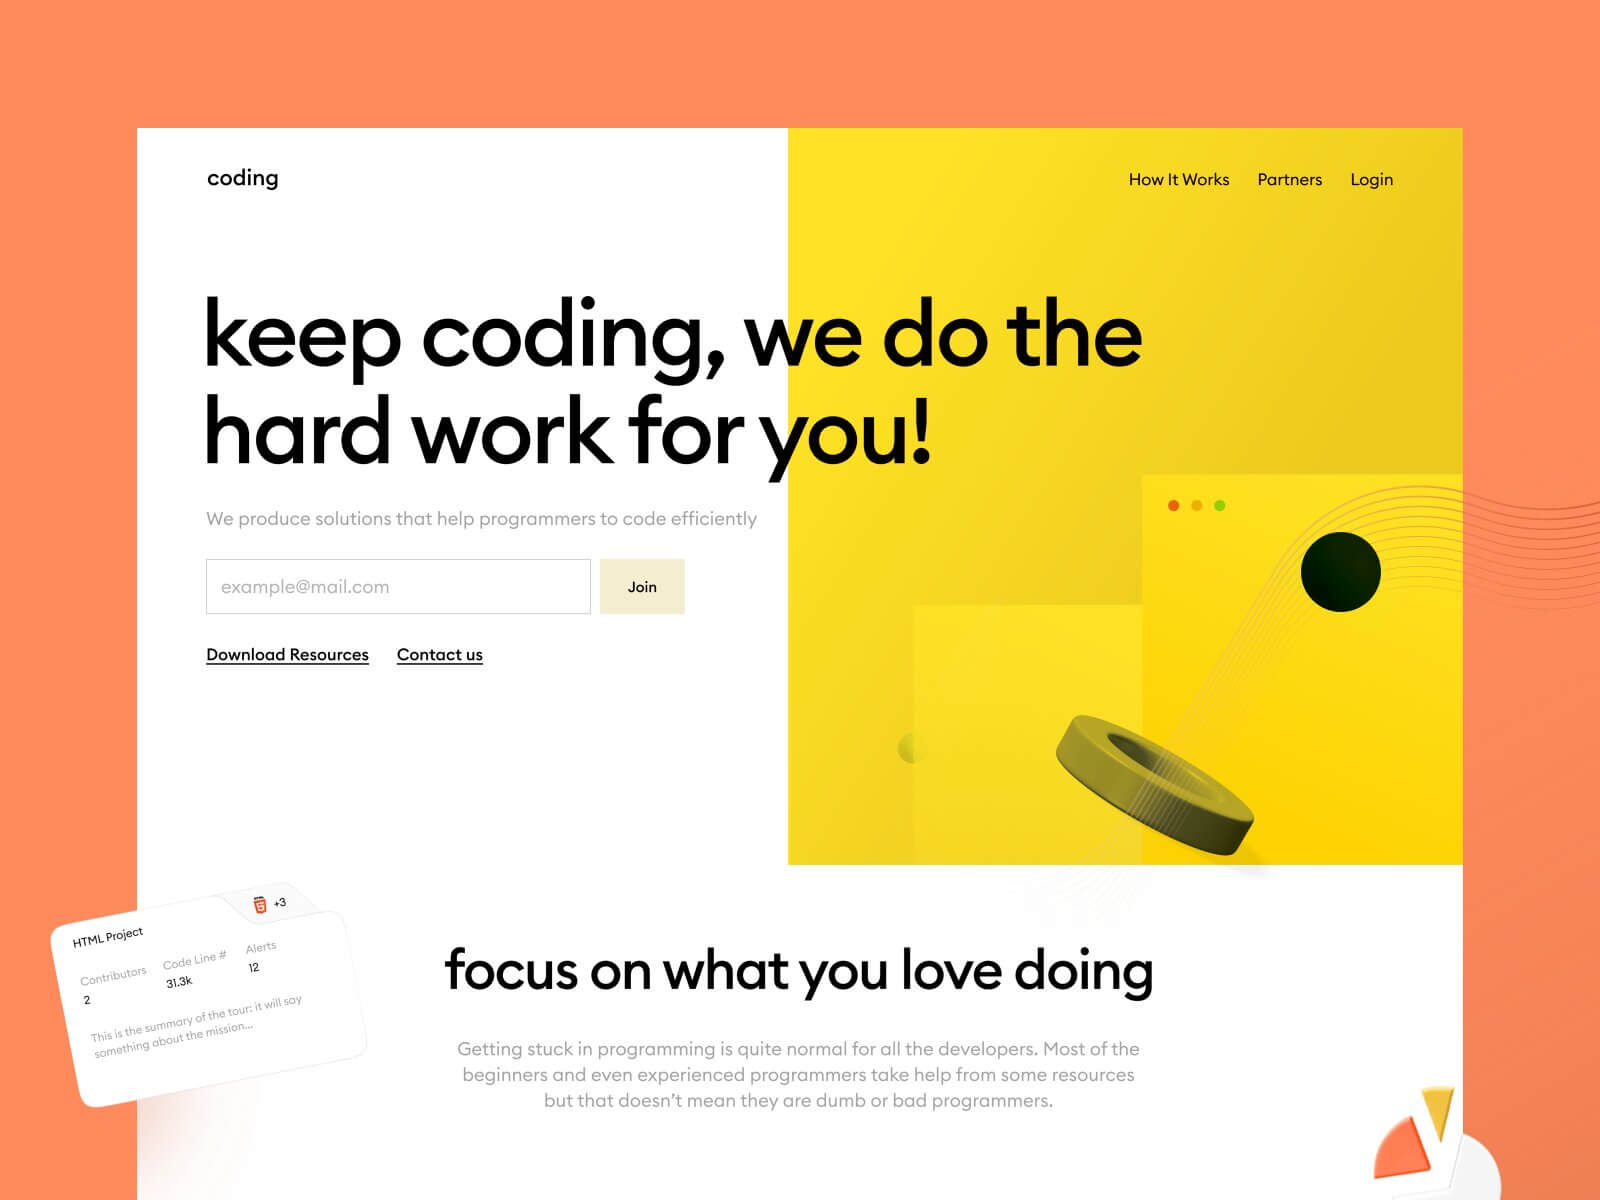 coding
How It Works
Partners
Login
keep coding, we do the
hard work for you!
We produce solutions that help programmers to code efficiently
example@mail.com
Join
Download Resources
Contact us
HTML Project
5
+3
Contributors
2
Code Line #
31.3k
Alerts
12
This is the summary of the tour: it will say
something about the mission...
focus on what you love doing
Getting stuck in programming is quite normal for all the developers. Most of the
beginners and even experienced programmers take help from some resources
but that doesn’t mean they are dumb or bad programmers.